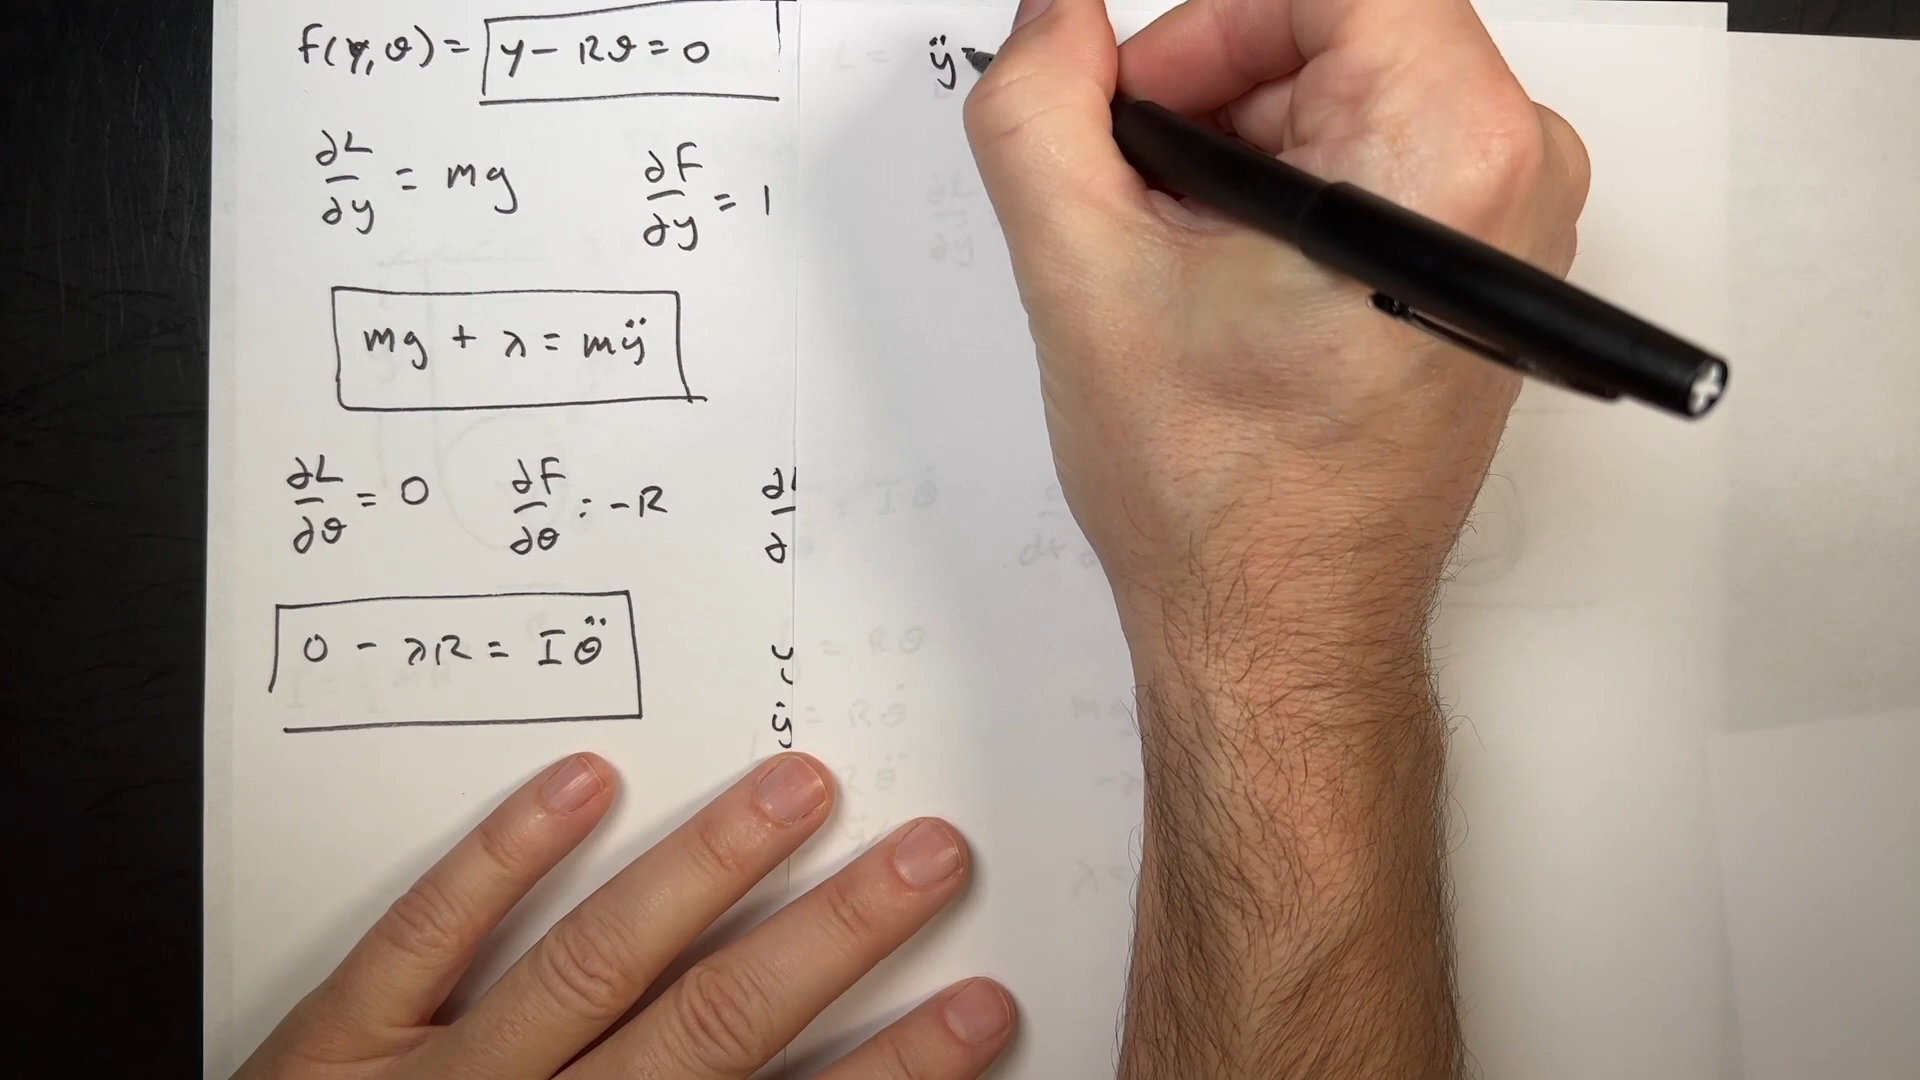 f(y,θ) = y - Rθ = 0
ÿ =
∂L/∂y = mg ∂F/∂y = 1
mg + λ = mÿ
∂L/∂θ = 0 ∂F/∂θ = -R
0 - λR = Iθ̈